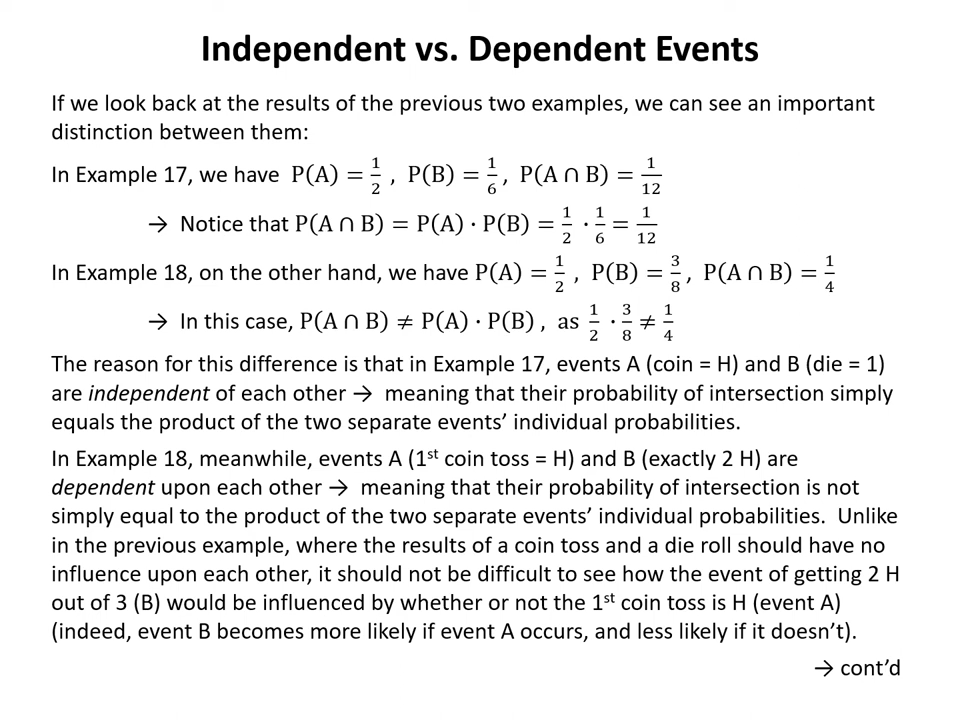 Independent vs. Dependent Events
If we look back at the results of the previous two examples, we can see an important
distinction between them:
In Example 17, we have P(A) = 1/2 , P(B) = 1/6, P(A ∩ B) = 1/12
→ Notice that P(A ∩ B) = P(A) · P(B) = 1/2 · 1/6 = 1/12
In Example 18, on the other hand, we have P(A) = 1/2 , P(B) = 3/8, P(A ∩ B) = 1/4
→ In this case, P(A ∩ B) ≠ P(A) · P(B) , as 1/2 · 3/8 ≠ 1/4
The reason for this difference is that in Example 17, events A (coin = H) and B (die = 1)
are independent of each other → meaning that their probability of intersection simply
equals the product of the two separate events’ individual probabilities.
In Example 18, meanwhile, events A (1st coin toss = H) and B (exactly 2 H) are
dependent upon each other → meaning that their probability of intersection is not
simply equal to the product of the two separate events’ individual probabilities. Unlike
in the previous example, where the results of a coin toss and a die roll should have no
influence upon each other, it should not be difficult to see how the event of getting 2 H
out of 3 (B) would be influenced by whether or not the 1st coin toss is H (event A)
(indeed, event B becomes more likely if event A occurs, and less likely if it doesn’t).
→ cont’d